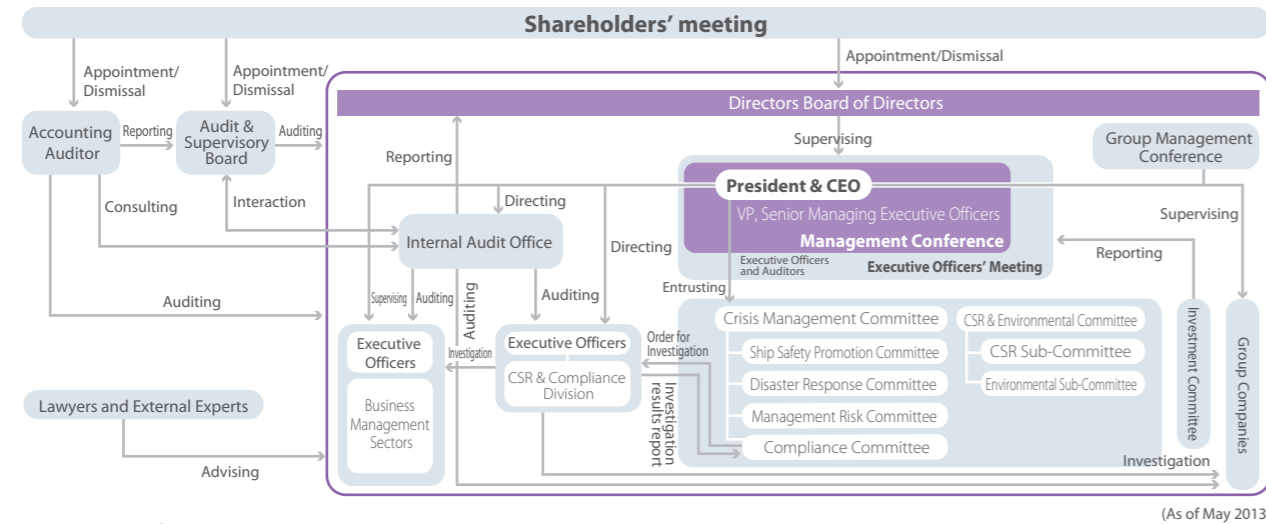 Shareholders’ meeting
Appointment/
Dismissal
Appointment/
Dismissal
Appointment/Dismissal
Directors Board of Directors
Accounting
Auditor
Reporting
Audit &
Supervisory
Board
Auditing
Reporting
Supervising
Group Management
Conference
President & CEO
VP, Senior Managing Executive Officers
Management Conference
Executive Officers
and Auditors
Executive Officers’ Meeting
Consulting
Interaction
Directing
Internal Audit Office
Directing
Supervising
Reporting
Entrusting
Auditing
Supervising
Auditing
Auditing
Auditing
Executive
Officers
Business
Management
Sectors
Investigation
Executive Officers
CSR & Compliance
Division
Order for
Investigation
Investigation
results report
Crisis Management Committee
Ship Safety Promotion Committee
Disaster Response Committee
Management Risk Committee
Compliance Committee
CSR & Environmental Committee
CSR Sub-Committee
Environmental Sub-Committee
Investment Committee
Group Companies
Lawyers and External Experts
Advising
Investigation
(As of May 2013